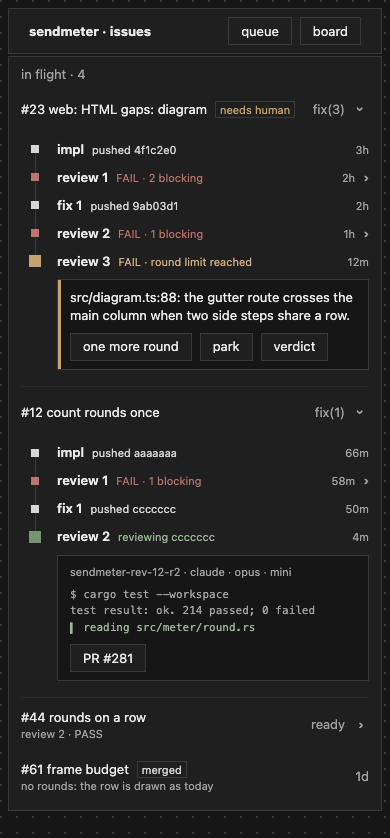 sendmeter · issues
queue
board
in flight · 4
#23 web: HTML gaps: diagram needs human fix(3)
impl pushed 4f1c2e0 3h
review 1 FAIL · 2 blocking 2h ›
fix 1 pushed 9ab03d1 2h
review 2 FAIL · 1 blocking 1h ›
review 3 FAIL · round limit reached 12m
src/diagram.ts:88: the gutter route crosses the
main column when two side steps share a row.
one more round park verdict
#12 count rounds once fix(1)
impl pushed aaaaaaa 66m
review 1 FAIL · 1 blocking 58m ›
fix 1 pushed ccccccc 50m
review 2 reviewing ccccccc 4m
sendmeter-rev-12-r2 · claude · opus · mini
$ cargo test --workspace
test result: ok. 214 passed; 0 failed
reading src/meter/round.rs
PR #281
#44 rounds on a row ready ›
review 2 · PASS
#61 frame budget merged 1d
no rounds: the row is drawn as today